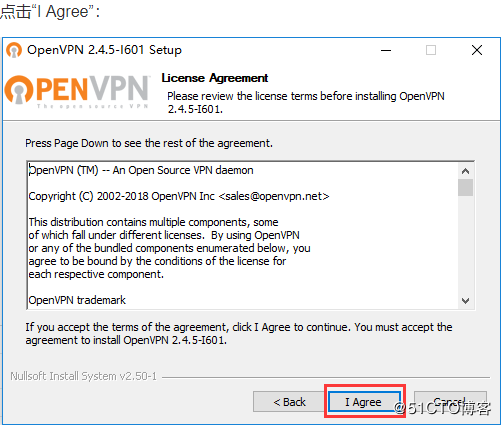 点击“I Agree”：
OpenVPN 2.4.5-I601 Setup
OPENVPN
The open source VPN
License Agreement
Please review the license terms before installing OpenVPN
2.4.5-I601.
Press Page Down to see the rest of the agreement.
OpenVPN (TM) -- An Open Source VPN daemon
Copyright (C) 2002-2018 OpenVPN Inc <sales@openvpn.net>
This distribution contains multiple components, some
of which fall under different licenses.  By using OpenVPN
or any of the bundled components enumerated below, you
agree to be bound by the conditions of the license for
each respective component.
OpenVPN trademark
If you accept the terms of the agreement, click I Agree to continue. You must accept the
agreement to install OpenVPN 2.4.5-I601.
Nullsoft Install System v2.50-1
< Back I Agree Cancel
@51CTO博客